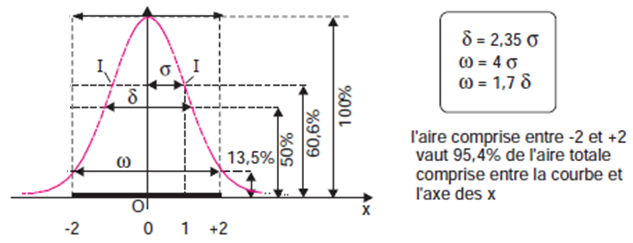 I
σ
I
δ
ω
13,5%
50%
60,6%
100%
O
x
-2
0
1
+2
δ = 2,35 σ
ω = 4 σ
ω = 1,7 δ
l'aire comprise entre -2 et +2
vaut 95,4% de l'aire totale
comprise entre la courbe et
l'axe des x